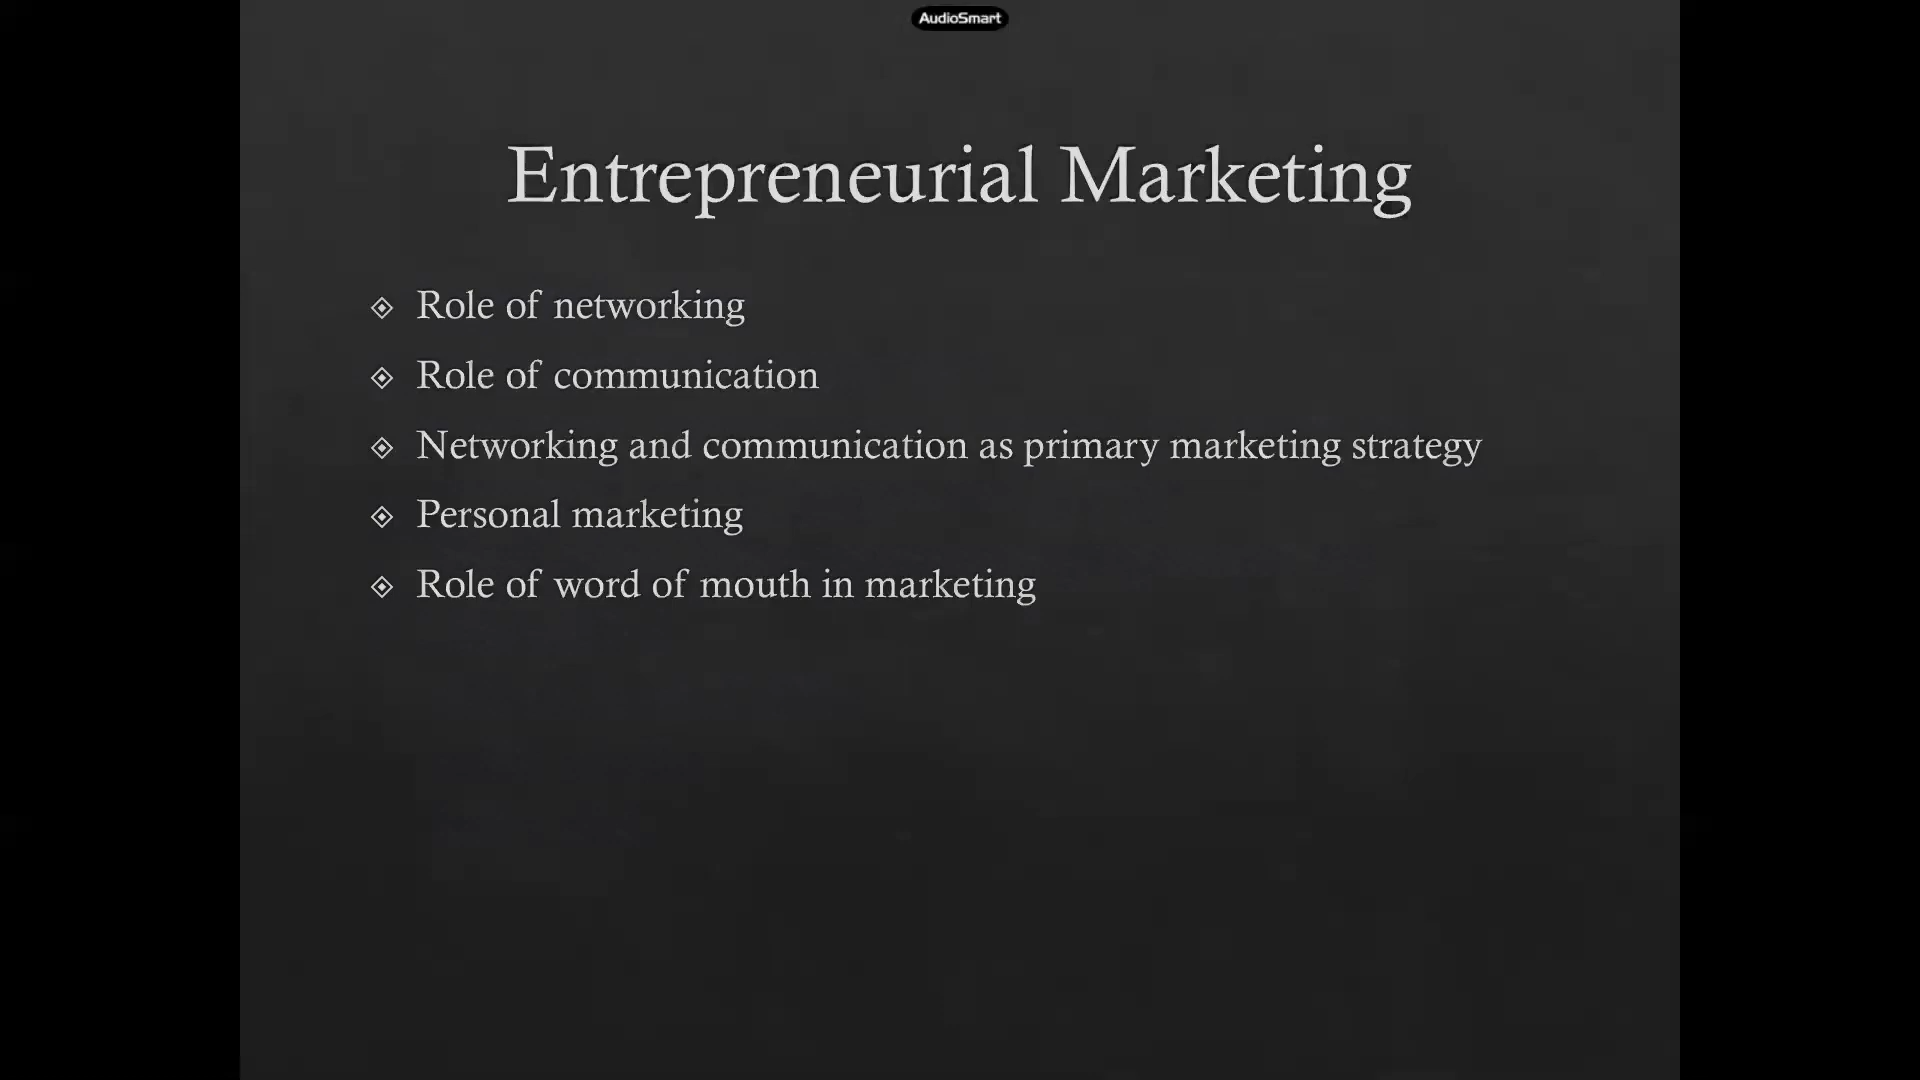 AudioSmart
Entrepreneurial Marketing
Role of networking
Role of communication
Networking and communication as primary marketing strategy
Personal marketing
Role of word of mouth in marketing